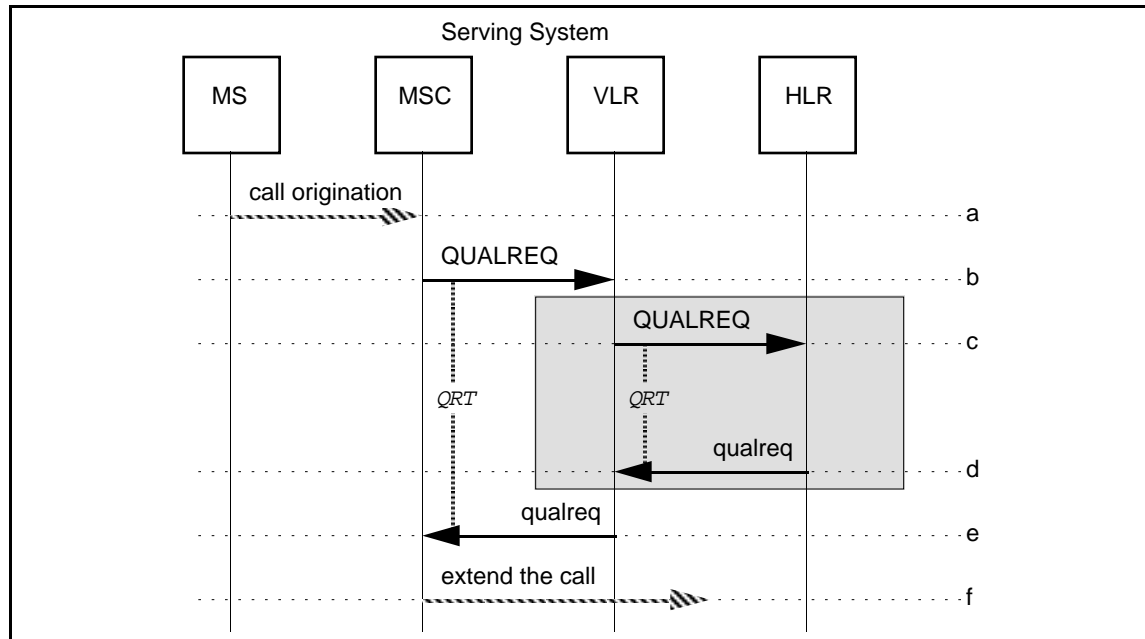 Serving System
MS
MSC
VLR
HLR
call origination
a
QUALREQ
b
QUALREQ
c
QRT
QRT
qualreq
d
qualreq
e
extend the call
f